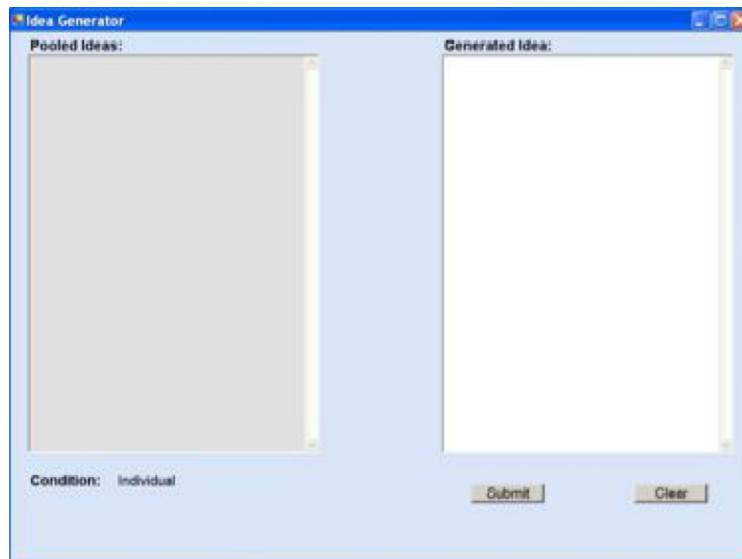 Idea Generator
Pooled Ideas:
Generated Idea:
Condition: Individual
Submit
Clear